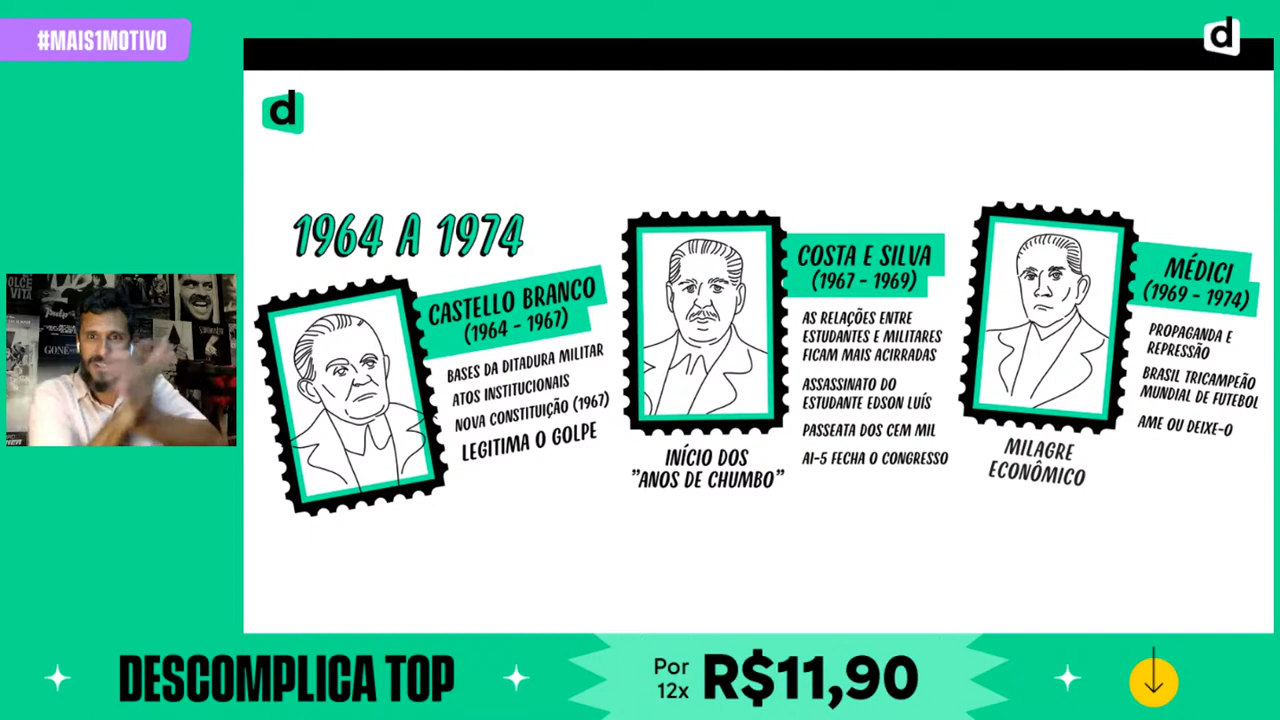 #MAIS1MOTIVO
d
d
1964 A 1974
CASTELLO BRANCO
(1964 - 1967)
BASES DA DITADURA MILITAR
ATOS INSTITUCIONAIS
NOVA CONSTITUIÇÃO (1967)
LEGITIMA O GOLPE
COSTA E SILVA
(1967 - 1969)
AS RELAÇÕES ENTRE
ESTUDANTES E MILITARES
FICAM MAIS ACIRRADAS
ASSASSINATO DO
ESTUDANTE EDSON LUÍS
PASSEATA DOS CEM MIL
AI-5 FECHA O CONGRESSO
INÍCIO DOS
"ANOS DE CHUMBO"
MÉDICI
(1969 - 1974)
PROPAGANDA E
REPRESSÃO
BRASIL TRICAMPEÃO
MUNDIAL DE FUTEBOL
AME OU DEIXE-O
MILAGRE
ECONÔMICO
OLCE
VITA
GONE
DESCOMPLICA TOP
Por
12x
R$11,90